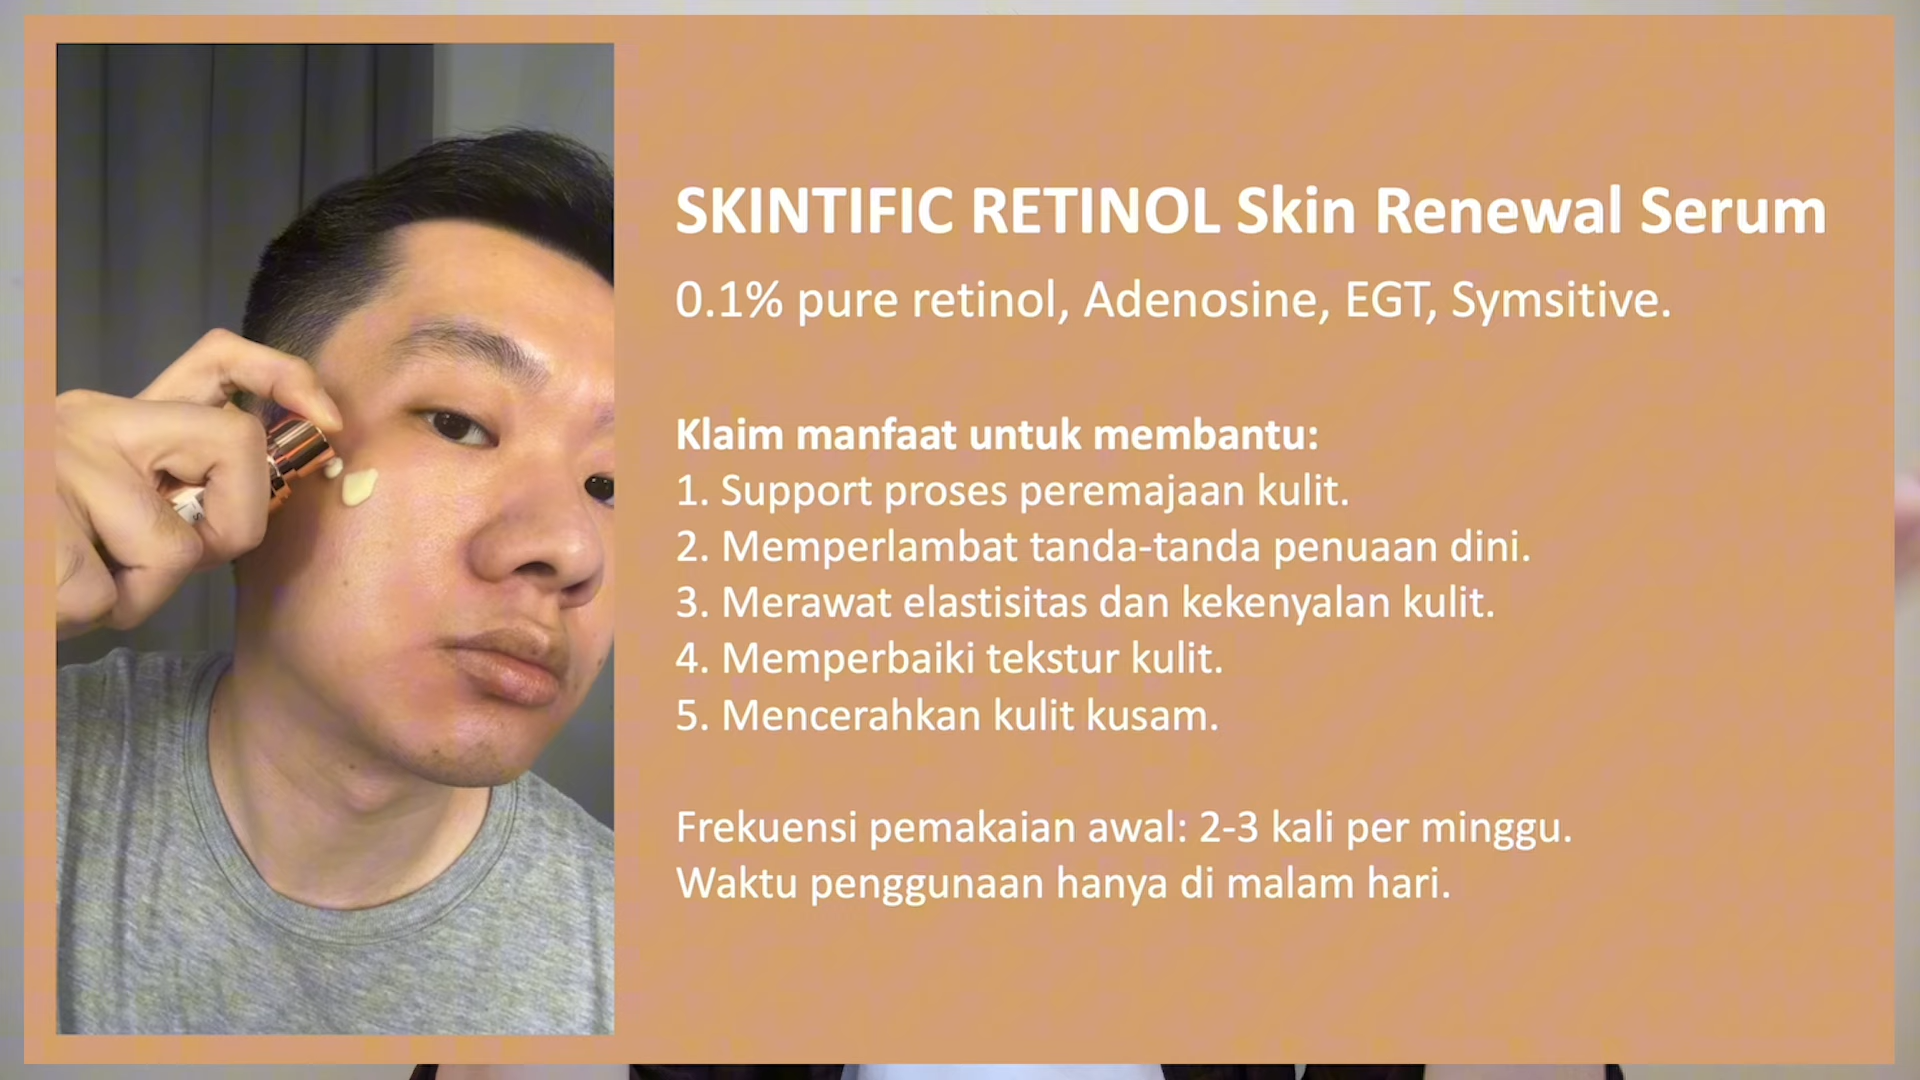 SKINTIFIC RETINOL Skin Renewal Serum
0.1% pure retinol, Adenosine, EGT, Symsitive.
Klaim manfaat untuk membantu:
1. Support proses peremajaan kulit.
2. Memperlambat tanda-tanda penuaan dini.
3. Merawat elastisitas dan kekenyalan kulit.
4. Memperbaiki tekstur kulit.
5. Mencerahkan kulit kusam.
Frekuensi pemakaian awal: 2-3 kali per minggu.
Waktu penggunaan hanya di malam hari.